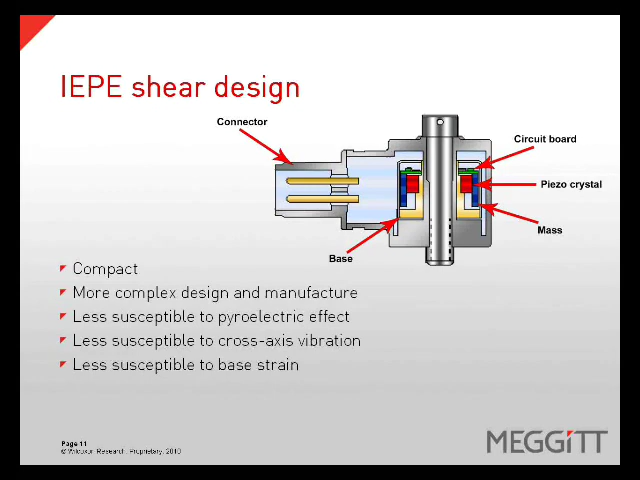 IEPE shear design
Connector
Circuit board
Piezo crystal
Mass
Base
Compact
More complex design and manufacture
Less susceptible to pyroelectric effect
Less susceptible to cross-axis vibration
Less susceptible to base strain
Page 11
© Wilcoxon Research, Proprietary, 2010
MEGGITT